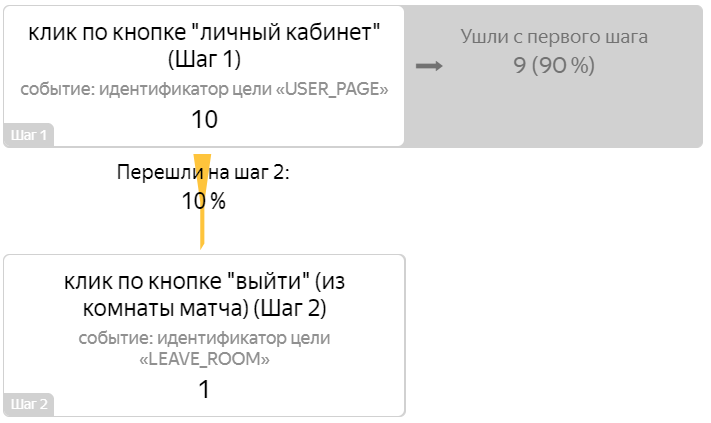 клик по кнопке "личный кабинет"
(Шаг 1)
событие: идентификатор цели «USER_PAGE»
10
Шаг 1
Ушли с первого шага
9 (90 %)
Перешли на шаг 2:
10 %
клик по кнопке "выйти" (из
комнаты матча) (Шаг 2)
событие: идентификатор цели
«LEAVE_ROOM»
1
Шаг 2